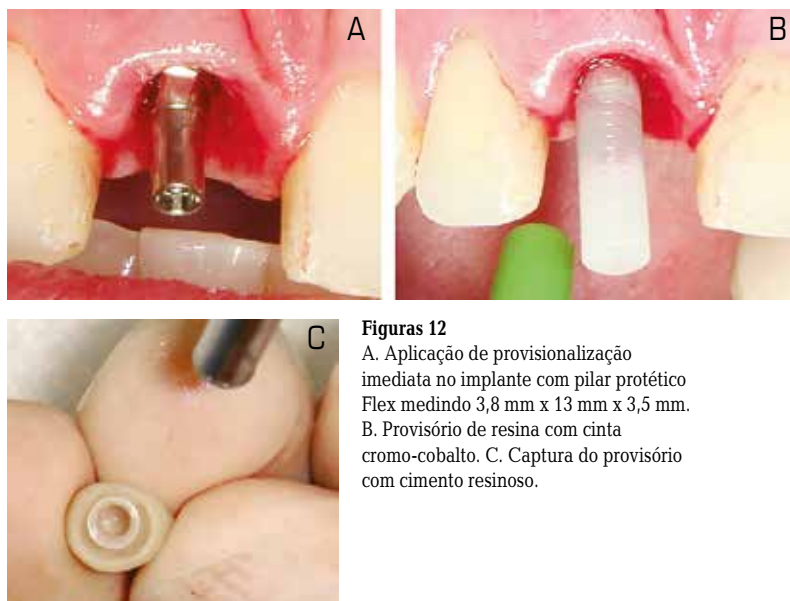 A
B
C
Figuras 12
A. Aplicação de provisionalização
imediata no implante com pilar protético
Flex medindo 3,8 mm x 13 mm x 3,5 mm.
B. Provisório de resina com cinta
cromo-cobalto. C. Captura do provisório
com cimento resinoso.